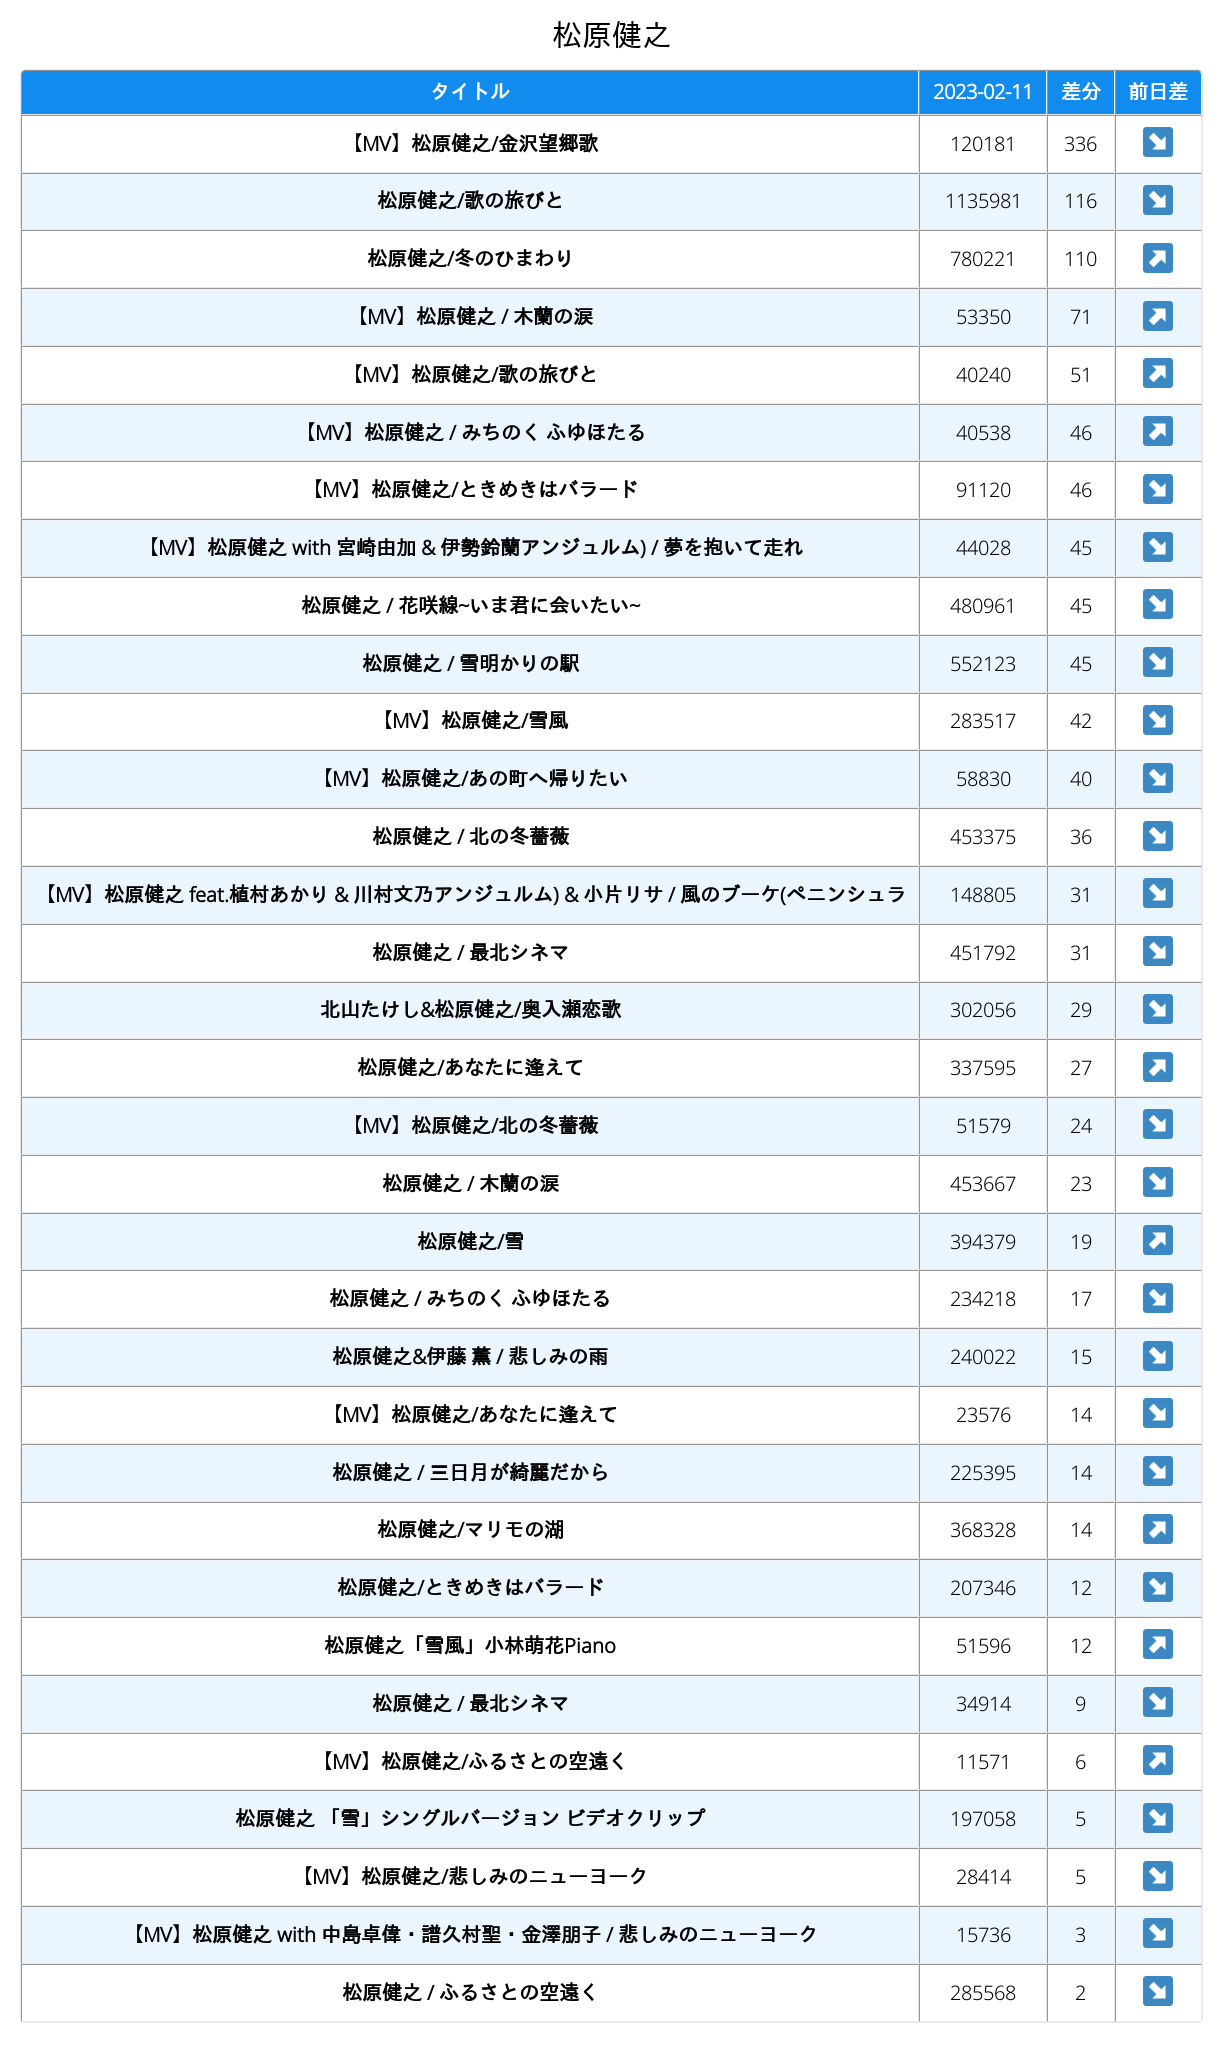 松原健之
タイトル 2023-02-11 差分 前日差
【MV】松原健之/金沢望郷歌 120181 336 ↘
松原健之/歌の旅びと 1135981 116 ↘
松原健之/冬のひまわり 780221 110 ↗
【MV】松原健之 / 木蘭の涙 53350 71 ↗
【MV】松原健之/歌の旅びと 40240 51 ↗
【MV】松原健之 / みちのく ふゆほたる 40538 46 ↗
【MV】松原健之/ときめきはバラード 91120 46 ↘
【MV】松原健之 with 宮崎由加 & 伊勢鈴蘭アンジュルム) / 夢を抱いて走れ 44028 45 ↘
松原健之 / 花咲線~いま君に会いたい~ 480961 45 ↘
松原健之 / 雪明かりの駅 552123 45 ↘
【MV】松原健之/雪風 283517 42 ↘
【MV】松原健之/あの町へ帰りたい 58830 40 ↘
松原健之 / 北の冬薔薇 453375 36 ↘
【MV】松原健之 feat.植村あかり & 川村文乃アンジュルム) & 小片リサ / 風のブーケ(ペニンシュラ 148805 31 ↘
松原健之 / 最北シネマ 451792 31 ↘
北山たけし&松原健之/奥入瀬恋歌 302056 29 ↘
松原健之/あなたに逢えて 337595 27 ↗
【MV】松原健之/北の冬薔薇 51579 24 ↘
松原健之 / 木蘭の涙 453667 23 ↘
松原健之/雪 394379 19 ↗
松原健之 / みちのく ふゆほたる 234218 17 ↘
松原健之&伊藤 薫 / 悲しみの雨 240022 15 ↘
【MV】松原健之/あなたに逢えて 23576 14 ↘
松原健之 / 三日月が綺麗だから 225395 14 ↘
松原健之/マリモの湖 368328 14 ↗
松原健之/ときめきはバラード 207346 12 ↘
松原健之「雪風」小林萌花Piano 51596 12 ↗
松原健之 / 最北シネマ 34914 9 ↘
【MV】松原健之/ふるさとの空遠く 11571 6 ↗
松原健之 「雪」シングルバージョン ビデオクリップ 197058 5 ↘
【MV】松原健之/悲しみのニューヨーク 28414 5 ↘
【MV】松原健之 with 中島卓偉・譜久村聖・金澤朋子 / 悲しみのニューヨーク 15736 3 ↘
松原健之 / ふるさとの空遠く 285568 2 ↘